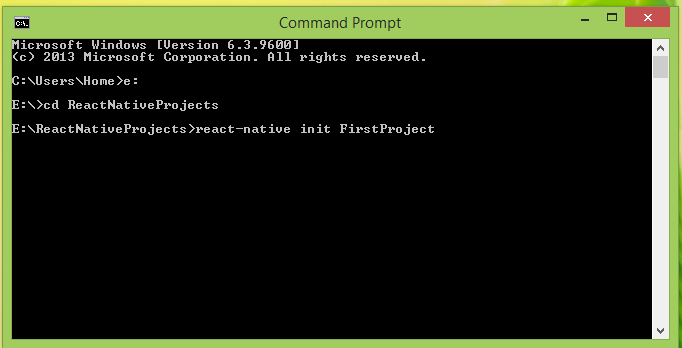 Command Prompt
Microsoft Windows [Version 6.3.9600]
(c) 2013 Microsoft Corporation. All rights reserved.
C:\Users\Home>e:
E:\>cd ReactNativeProjects
E:\ReactNativeProjects>react-native init FirstProject